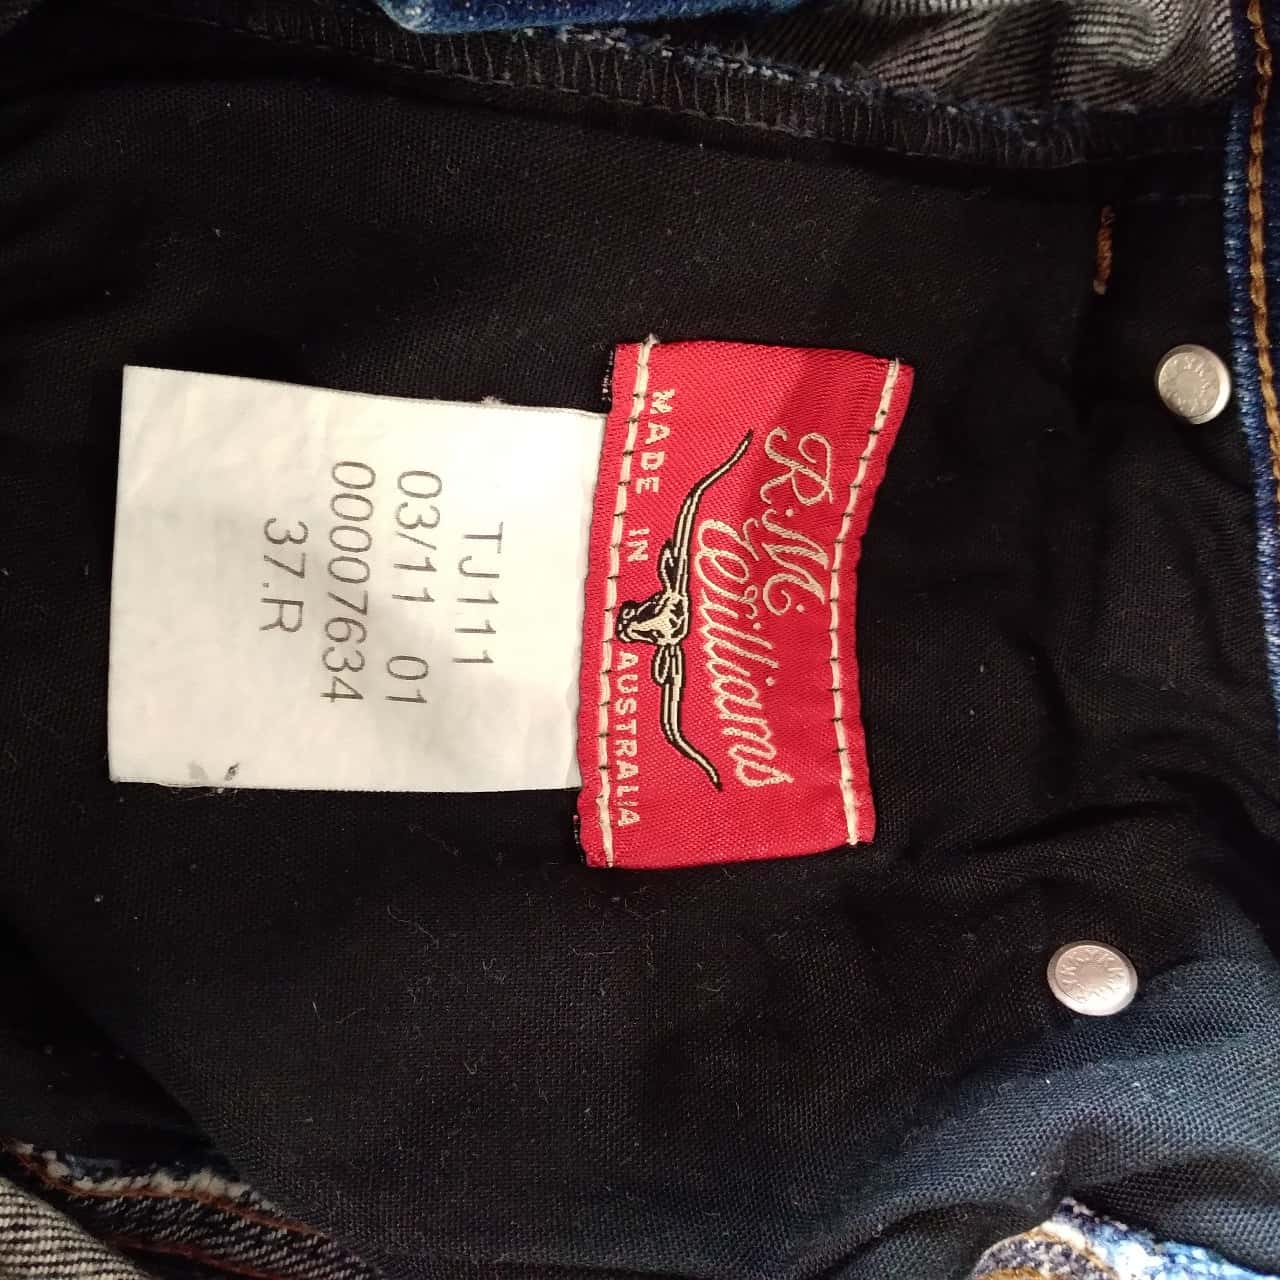 R.M.
Williams
MADE IN AUSTRALIA
TJ111
03/11 01
00007634
37.R